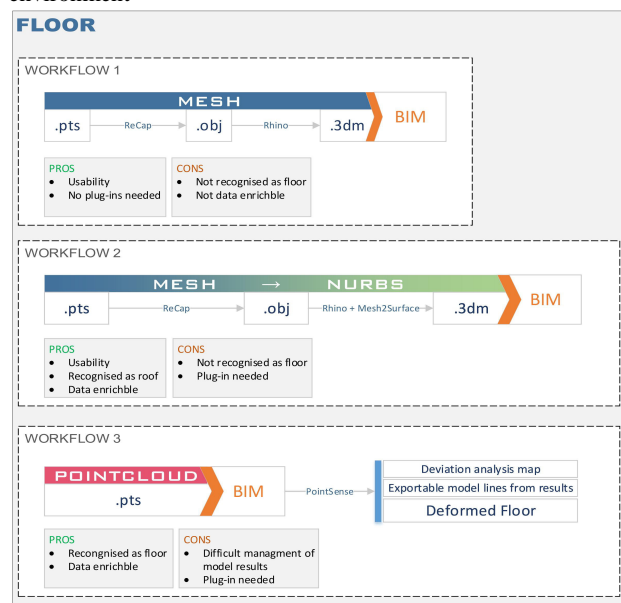 environment
FLOOR
WORKFLOW 1
MESH
.pts
ReCap
.obj
Rhino
.3dm
BIM
PROS
• Usability
• No plug-ins needed
CONS
• Not recognised as floor
• Not data enrichble
WORKFLOW 2
MESH → NURBS
.pts
ReCap
.obj
Rhino + Mesh2Surface
.3dm
BIM
PROS
• Usability
• Recognised as roof
• Data enrichble
CONS
• Not recognised as floor
• Plug-in needed
WORKFLOW 3
POINTCLOUD
.pts
BIM
PointSense
Deviation analysis map
Exportable model lines from results
Deformed Floor
PROS
• Recongnised as floor
• Data enrichble
CONS
• Difficult managment of
model results
• Plug-in needed